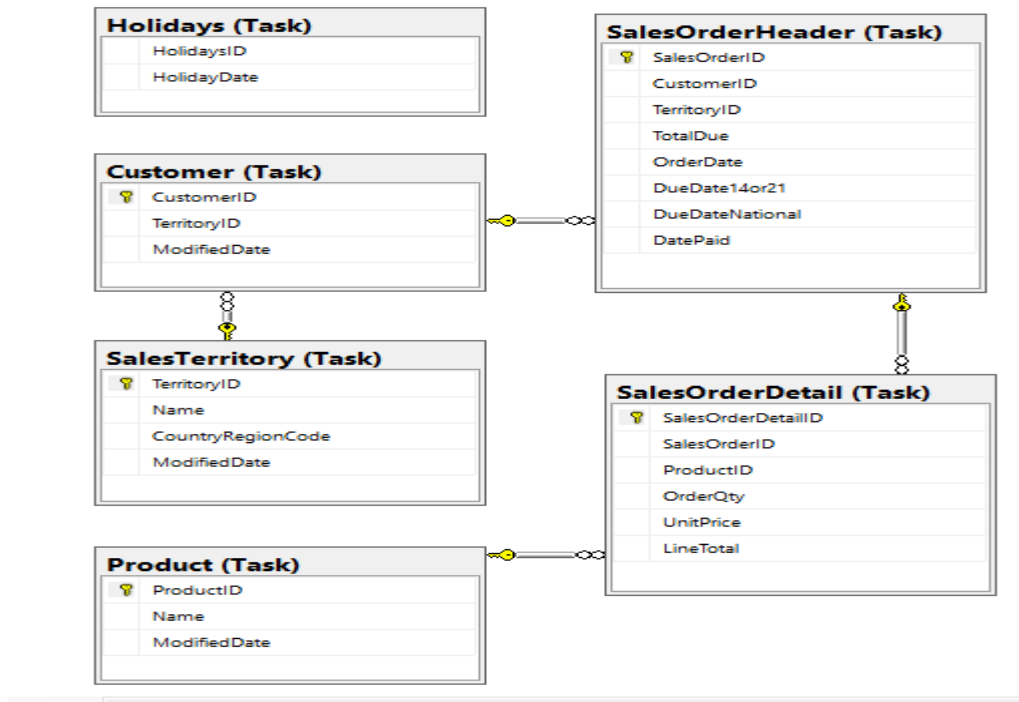 Holidays (Task)
HolidaysID
HolidayDate
Customer (Task)
CustomerID
TerritoryID
ModifiedDate
SalesTerritory (Task)
TerritoryID
Name
CountryRegionCode
ModifiedDate
Product (Task)
ProductID
Name
ModifiedDate
SalesOrderHeader (Task)
SalesOrderID
CustomerID
TerritoryID
TotalDue
OrderDate
DueDate14or21
DueDateNational
DatePaid
SalesOrderDetail (Task)
SalesOrderDetailID
SalesOrderID
ProductID
OrderQty
UnitPrice
LineTotal